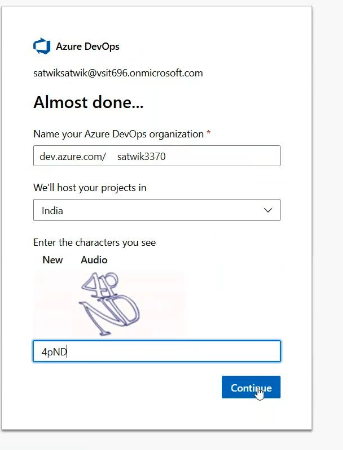 Azure DevOps
satwiksatwik@vsit696.onmicrosoft.com
Almost done...
Name your Azure DevOps organization *
dev.azure.com/ satwik3370
We'll host your projects in
India
Enter the characters you see
New Audio
4pND
Continue